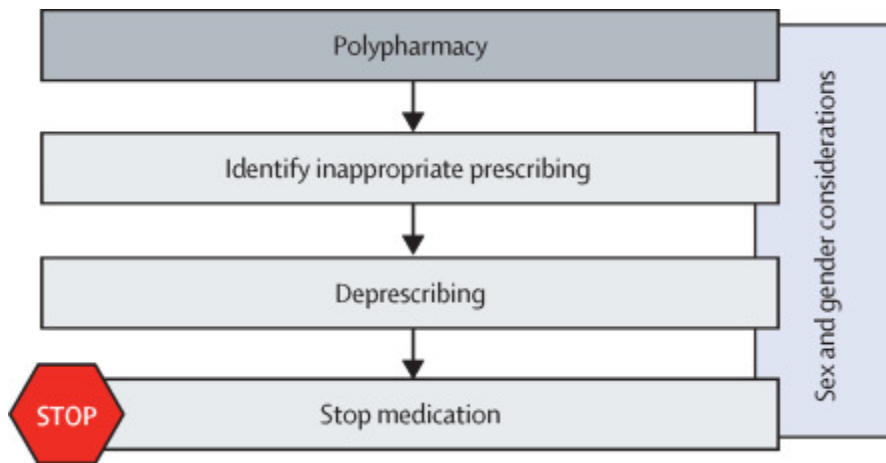 Polypharmacy
Identify inappropriate prescribing
Deprescribing
STOP
Stop medication
Sex and gender considerations